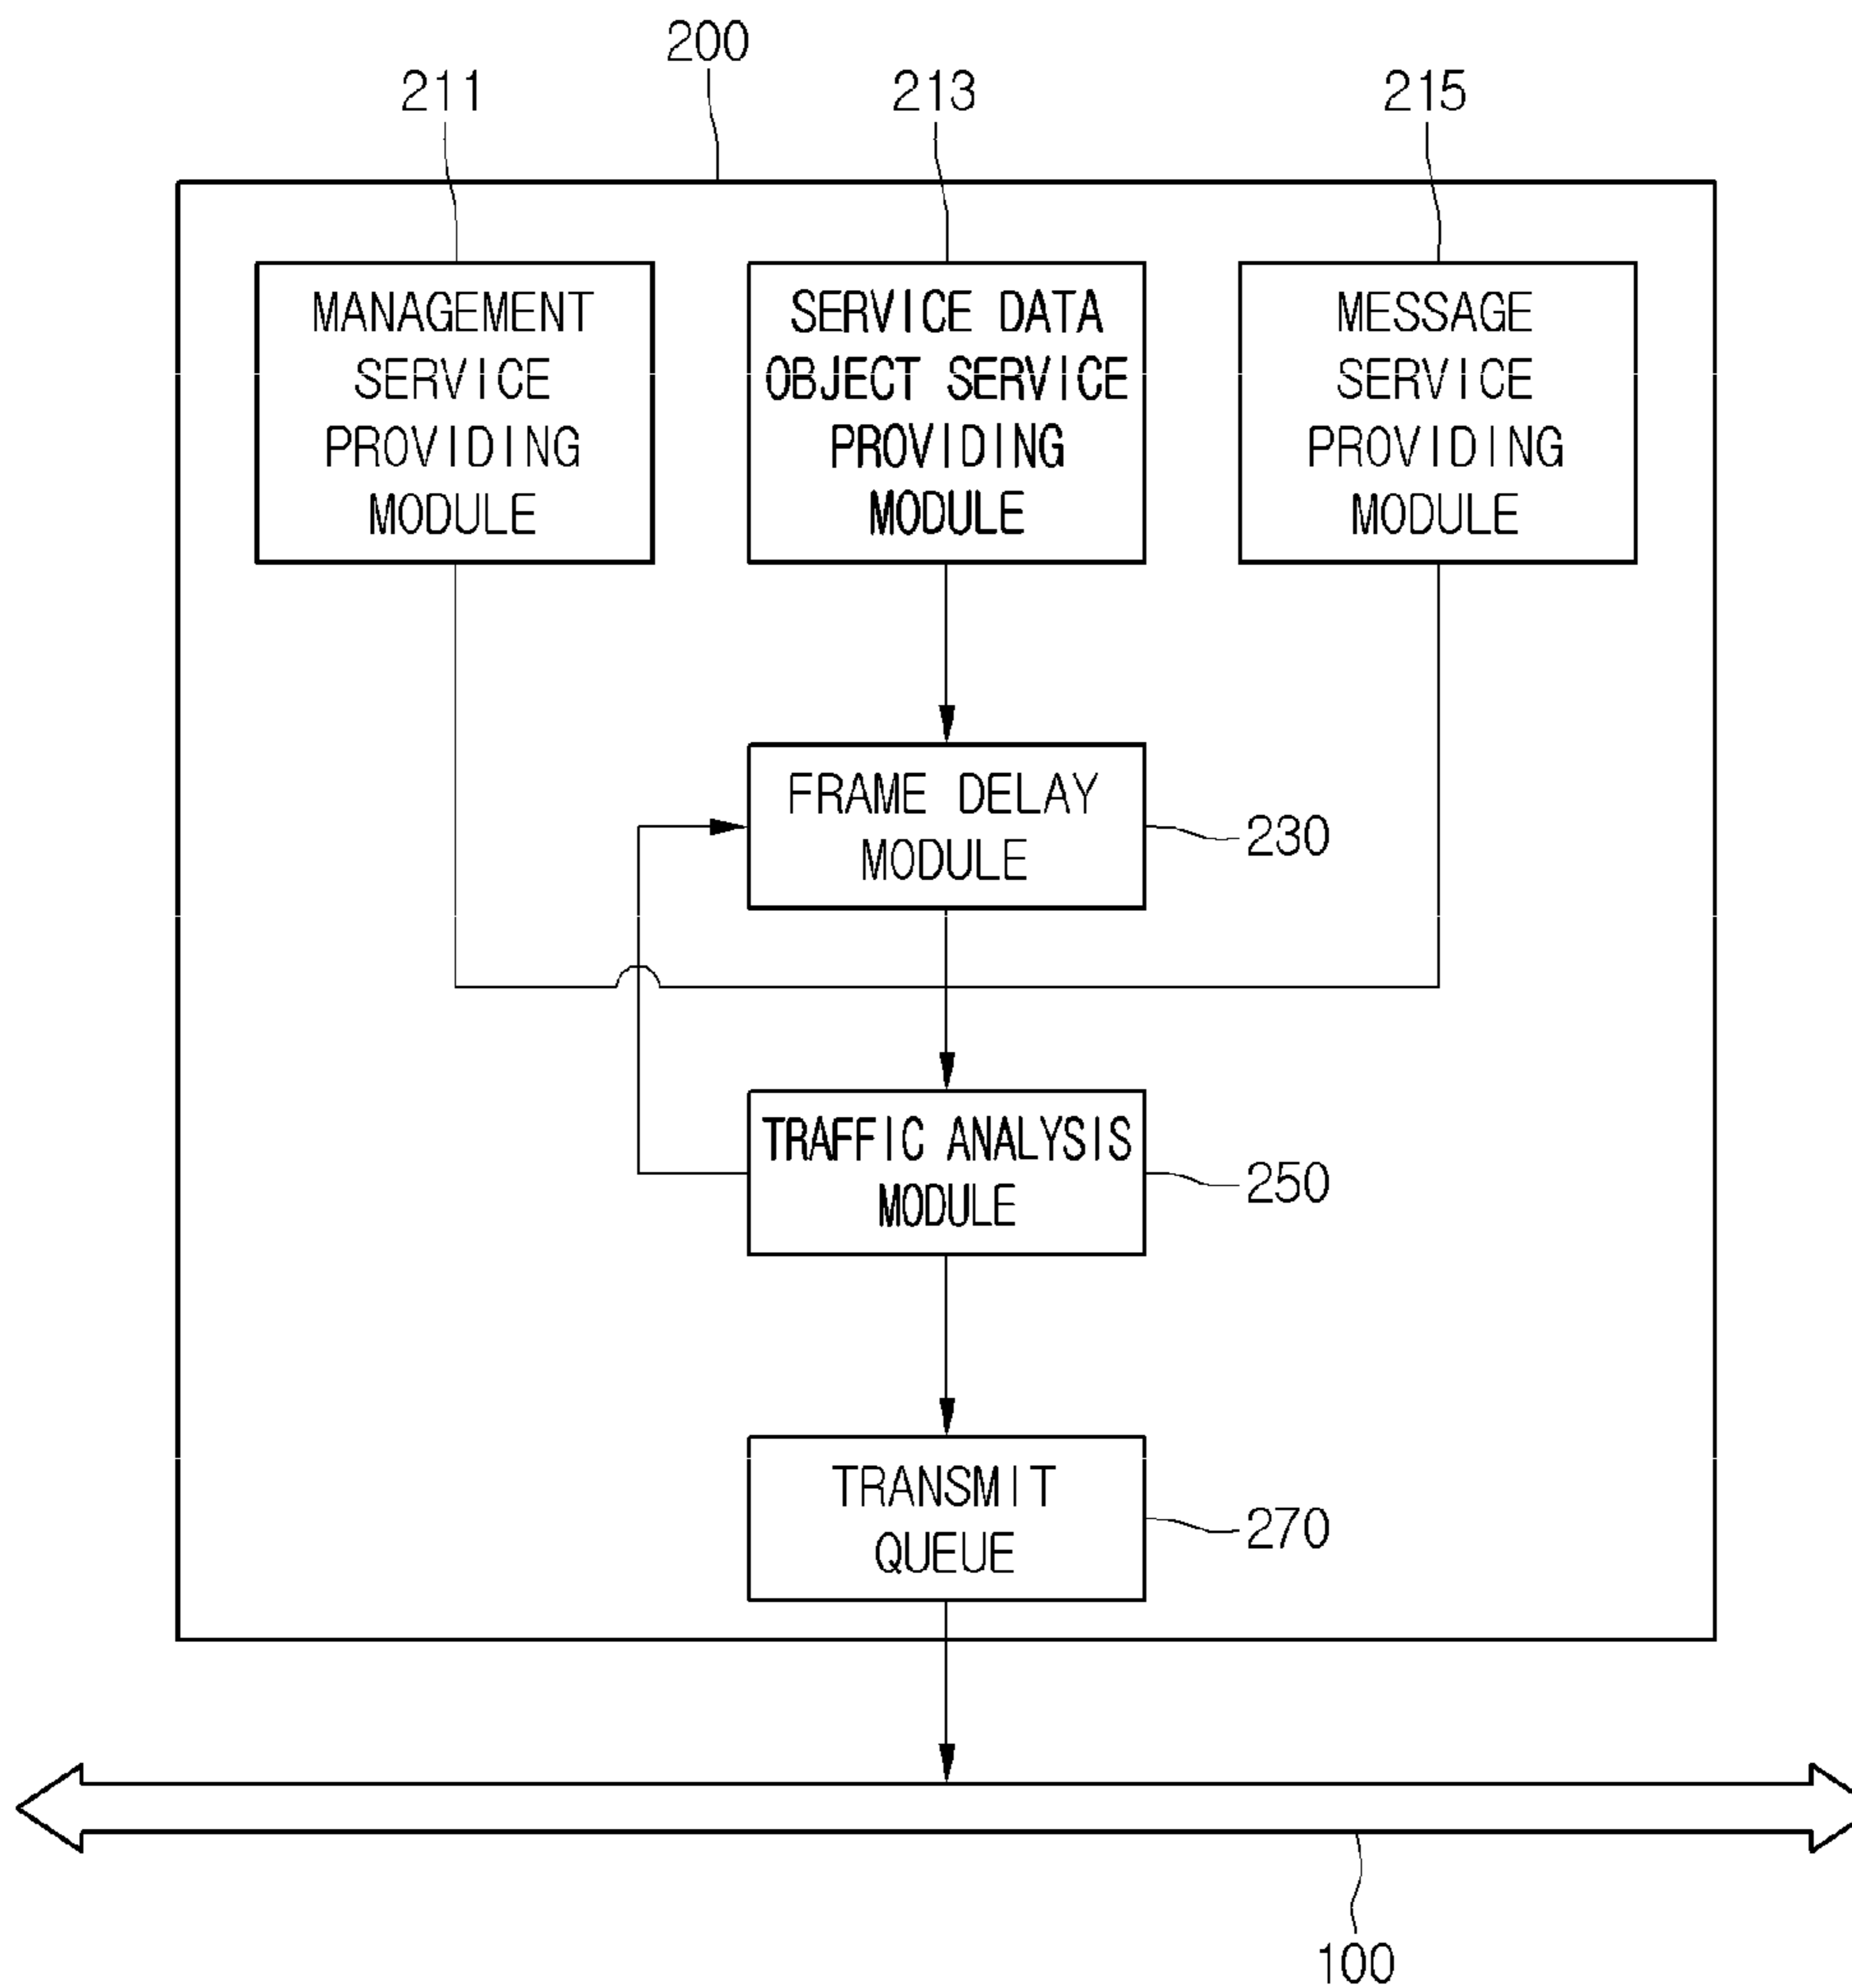 200
211
213
215
MANAGEMENT
SERVICE
PROVIDING
MODULE
SERVICE DATA
OBJECT SERVICE
PROVIDING
MODULE
MESSAGE
SERVICE
PROVIDING
MODULE
FRAME DELAY
MODULE
230
TRAFFIC ANALYSIS
MODULE
250
TRANSMIT
QUEUE
270
100